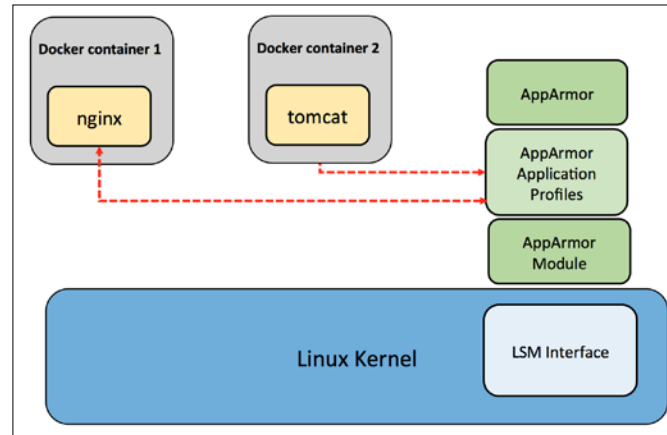 Docker container 1
nginx
Docker container 2
tomcat
AppArmor
AppArmor
Application
Profiles
AppArmor
Module
Linux Kernel
LSM Interface